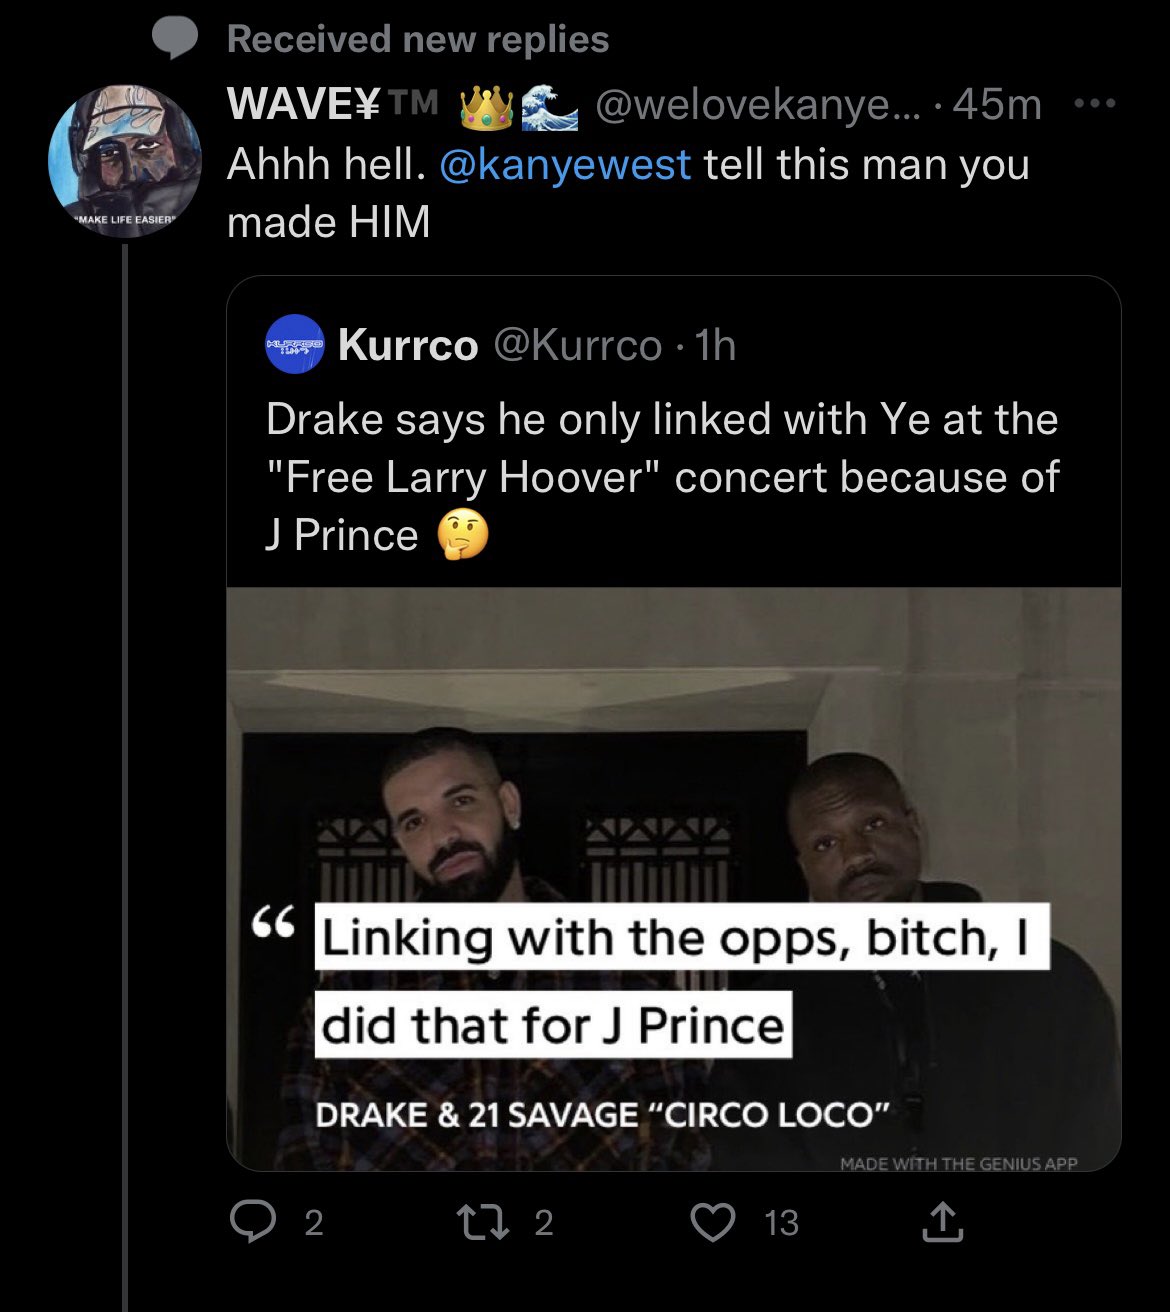 Received new replies
WAVE¥™ 👑🌊 @welovekanye... · 45m
Ahhh hell. @kanyewest tell this man you
made HIM
"MAKE LIFE EASIER"
Kurrco @Kurrco · 1h
Drake says he only linked with Ye at the
"Free Larry Hoover" concert because of
J Prince 🤔
“ Linking with the opps, bitch, I
did that for J Prince
DRAKE & 21 SAVAGE “CIRCO LOCO”
MADE WITH THE GENIUS APP
2 2 13